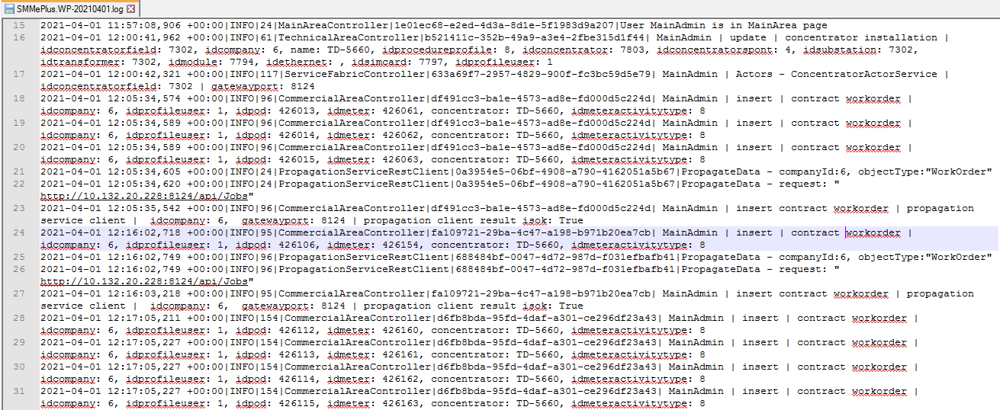 SMMePlus.WP-20210401.log
15 2021-04-01 11:57:08,906 +00:00|INFO|24|MainAreaController|1e01ec68-e2ed-4d3a-8d1e-5f1983d9a207|User MainAdmin is in MainArea page
16 2021-04-01 12:00:41,962 +00:00|INFO|61|TechnicalAreaController|b521411c-352b-49a9-a3e4-2fbe315d1f44| MainAdmin | update | concentrator installation |
idconcentratorfield: 7302, idcompany: 6, name: TD-5660, idprocedureprofile: 8, idconcentrator: 7803, idconcentratorspont: 4, idsubstation: 7302,
idtransformer: 7302, idmodule: 7794, idethernet: , idsimcard: 7797, idprofileuser: 1
17 2021-04-01 12:00:42,321 +00:00|INFO|117|ServiceFabricController|633a69f7-2957-4829-900f-fc3bc59d5e79| MainAdmin | Actors - ConcentratorActorService |
idconcentratorfield: 7302 | gatewayport: 8124
18 2021-04-01 12:05:34,574 +00:00|INFO|96|CommercialAreaController|df491cc3-ba1e-4573-ad8e-fd000d5c224d| MainAdmin | insert | contract workorder |
idcompany: 6, idprofileuser: 1, idpod: 426013, idmeter: 426061, concentrator: TD-5660, idmeteractivitytype: 8
19 2021-04-01 12:05:34,589 +00:00|INFO|96|CommercialAreaController|df491cc3-ba1e-4573-ad8e-fd000d5c224d| MainAdmin | insert | contract workorder |
idcompany: 6, idprofileuser: 1, idpod: 426014, idmeter: 426062, concentrator: TD-5660, idmeteractivitytype: 8
20 2021-04-01 12:05:34,589 +00:00|INFO|96|CommercialAreaController|df491cc3-ba1e-4573-ad8e-fd000d5c224d| MainAdmin | insert | contract workorder |
idcompany: 6, idprofileuser: 1, idpod: 426015, idmeter: 426063, concentrator: TD-5660, idmeteractivitytype: 8
21 2021-04-01 12:05:34,605 +00:00|INFO|24|PropagationServiceRestClient|0a3954e5-06bf-4908-a790-4162051a5b67|PropagateData - companyId:6, objectType:"WorkOrder"
22 2021-04-01 12:05:34,620 +00:00|INFO|24|PropagationServiceRestClient|0a3954e5-06bf-4908-a790-4162051a5b67|PropagateData - request: "
http://10.132.20.228:8124/api/Jobs"
23 2021-04-01 12:05:35,542 +00:00|INFO|96|CommercialAreaController|df491cc3-ba1e-4573-ad8e-fd000d5c224d| MainAdmin | insert contract workorder | propagation
service client |  idcompany: 6,  gatewayport: 8124 | propagation client result isok: True
24 2021-04-01 12:16:02,718 +00:00|INFO|95|CommercialAreaController|fa109721-29ba-4c47-a198-b971b20ea7cb| MainAdmin | insert | contract workorder |
idcompany: 6, idprofileuser: 1, idpod: 426106, idmeter: 426154, concentrator: TD-5660, idmeteractivitytype: 8
25 2021-04-01 12:16:02,749 +00:00|INFO|96|PropagationServiceRestClient|688484bf-0047-4d72-987d-f031efbafb41|PropagateData - companyId:6, objectType:"WorkOrder"
26 2021-04-01 12:16:02,749 +00:00|INFO|96|PropagationServiceRestClient|688484bf-0047-4d72-987d-f031efbafb41|PropagateData - request: "
http://10.132.20.228:8124/api/Jobs"
27 2021-04-01 12:16:03,218 +00:00|INFO|95|CommercialAreaController|fa109721-29ba-4c47-a198-b971b20ea7cb| MainAdmin | insert contract workorder | propagation
service client |  idcompany: 6,  gatewayport: 8124 | propagation client result isok: True
28 2021-04-01 12:17:05,211 +00:00|INFO|154|CommercialAreaController|d6fb8bda-95fd-4daf-a301-ce296df23a43| MainAdmin | insert | contract workorder |
idcompany: 6, idprofileuser: 1, idpod: 426112, idmeter: 426160, concentrator: TD-5660, idmeteractivitytype: 8
29 2021-04-01 12:17:05,227 +00:00|INFO|154|CommercialAreaController|d6fb8bda-95fd-4daf-a301-ce296df23a43| MainAdmin | insert | contract workorder |
idcompany: 6, idprofileuser: 1, idpod: 426113, idmeter: 426161, concentrator: TD-5660, idmeteractivitytype: 8
30 2021-04-01 12:17:05,227 +00:00|INFO|154|CommercialAreaController|d6fb8bda-95fd-4daf-a301-ce296df23a43| MainAdmin | insert | contract workorder |
idcompany: 6, idprofileuser: 1, idpod: 426114, idmeter: 426162, concentrator: TD-5660, idmeteractivitytype: 8
31 2021-04-01 12:17:05,227 +00:00|INFO|154|CommercialAreaController|d6fb8bda-95fd-4daf-a301-ce296df23a43| MainAdmin | insert | contract workorder |
idcompany: 6, idprofileuser: 1, idpod: 426115, idmeter: 426163, concentrator: TD-5660, idmeteractivitytype: 8